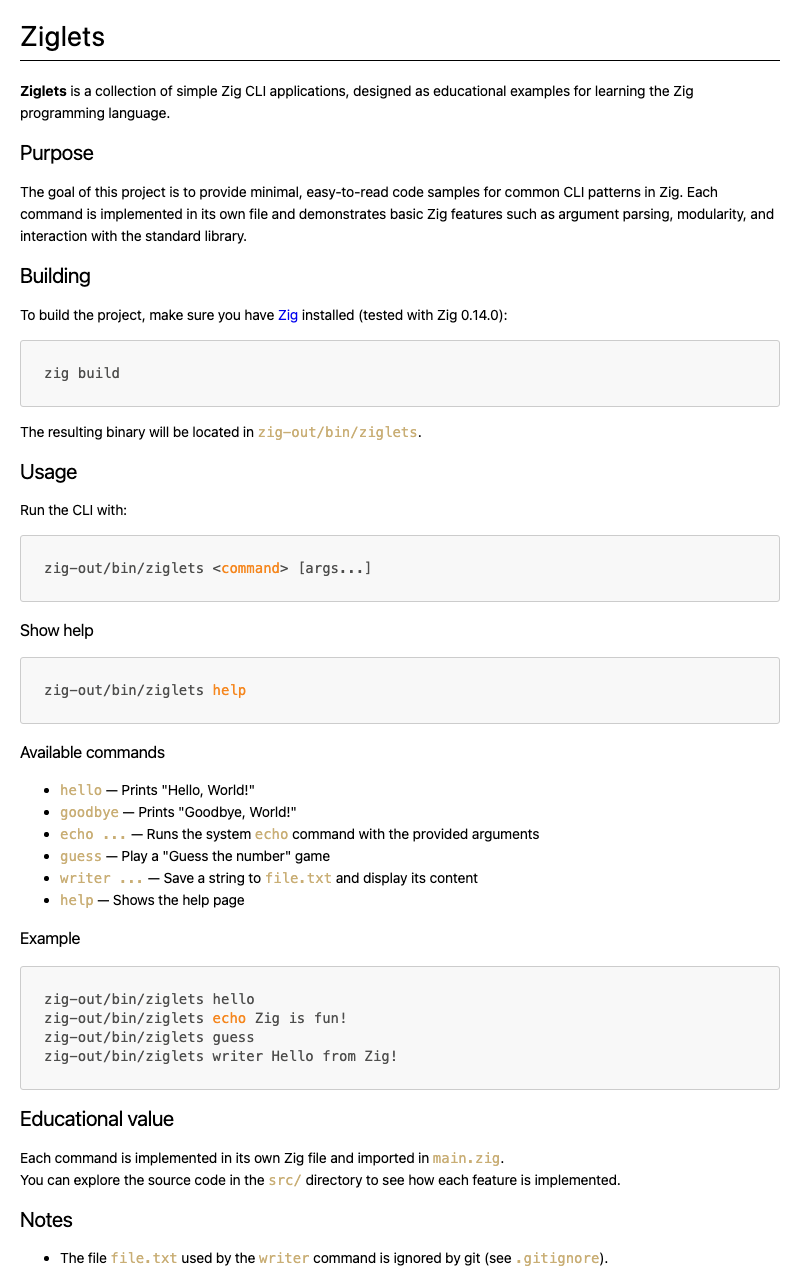 Ziglets
Ziglets is a collection of simple Zig CLI applications, designed as educational examples for learning the Zig
programming language.
Purpose
The goal of this project is to provide minimal, easy-to-read code samples for common CLI patterns in Zig. Each
command is implemented in its own file and demonstrates basic Zig features such as argument parsing, modularity, and
interaction with the standard library.
Building
To build the project, make sure you have Zig installed (tested with Zig 0.14.0):
zig build
The resulting binary will be located in zig-out/bin/ziglets.
Usage
Run the CLI with:
zig-out/bin/ziglets <command> [args...]
Show help
zig-out/bin/ziglets help
Available commands
• hello — Prints "Hello, World!"
• goodbye — Prints "Goodbye, World!"
• echo ... — Runs the system echo command with the provided arguments
• guess — Play a "Guess the number" game
• writer ... — Save a string to file.txt and display its content
• help — Shows the help page
Example
zig-out/bin/ziglets hello
zig-out/bin/ziglets echo Zig is fun!
zig-out/bin/ziglets guess
zig-out/bin/ziglets writer Hello from Zig!
Educational value
Each command is implemented in its own Zig file and imported in main.zig.
You can explore the source code in the src/ directory to see how each feature is implemented.
Notes
• The file file.txt used by the writer command is ignored by git (see .gitignore).